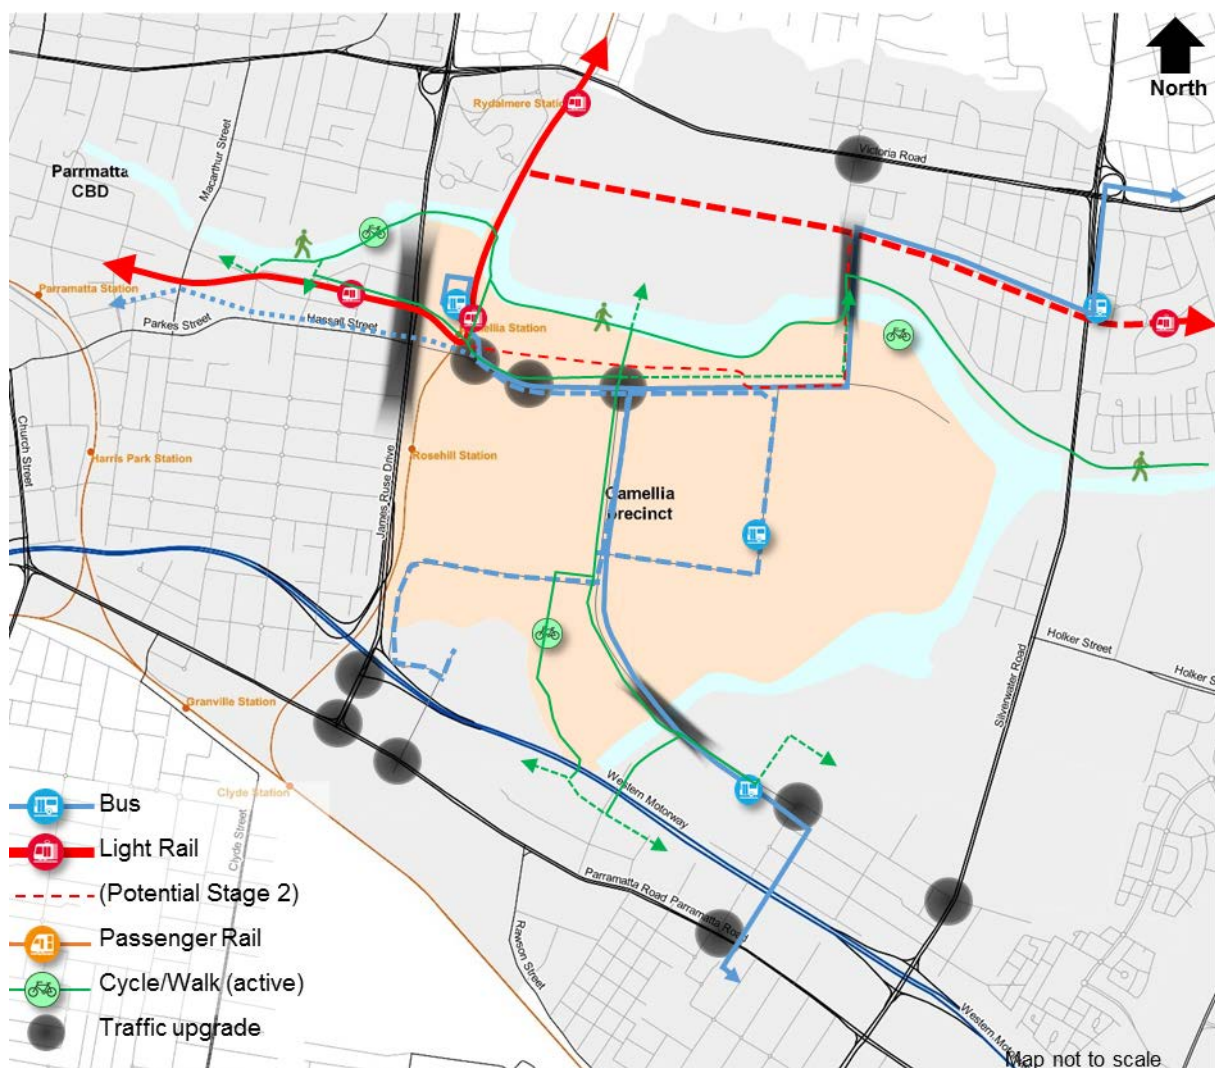 North
Rydalmere Station
Victoria Road
Macarthur Street
Parrmatta
CBD
Parramatta Station
Hassall Street
Parkes Street
Camellia Station
Church Street
Harris Park Station
James Ruse Drive
Rosehill Station
Camellia
precinct
Silverwater Road
Holker Street
Holker S
Granville Station
Clyde Station
Western Motorway
Clyde Street
Parramatta Road
Parramatta Road
Rawson Street
Western Motorway
Bus
Light Rail
(Potential Stage 2)
Passenger Rail
Cycle/Walk (active)
Traffic upgrade
Map not to scale